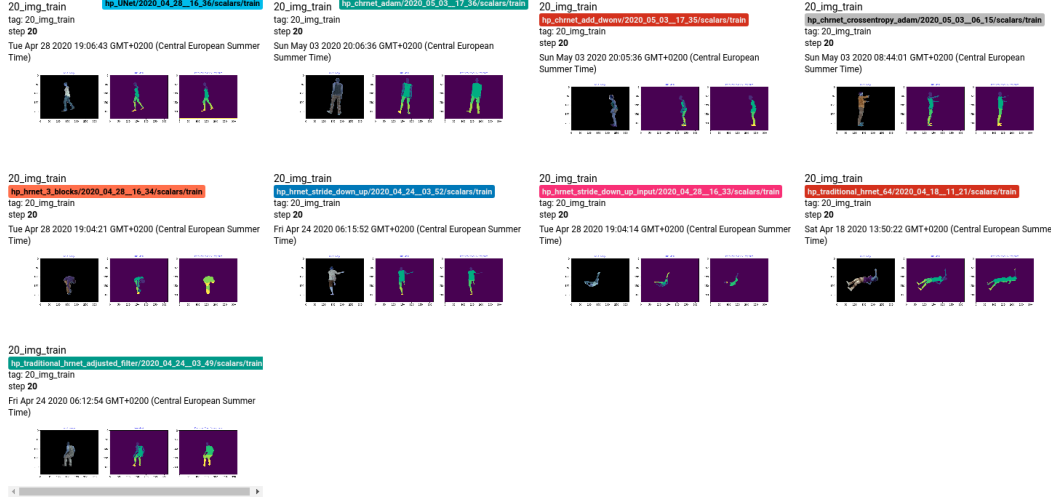 20_img_train
hp_UNet/2020_04_28__16_36/scalars/train
tag: 20_img_train
step 20
Tue Apr 28 2020 19:06:43 GMT+0200 (Central European Summer
Time)
20_img_train
hp_chrnet_adam/2020_05_03__17_36/scalars/train
tag: 20_img_train
step 20
Sun May 03 2020 20:06:36 GMT+0200 (Central European
Summer Time)
20_img_train
hp_chrnet_add_dwonv/2020_05_03__17_35/scalars/train
tag: 20_img_train
step 20
Sun May 03 2020 20:05:36 GMT+0200 (Central European
Summer Time)
20_img_train
hp_chrnet_crossentropy_adam/2020_05_03__06_15/scalars/train
tag: 20_img_train
step 20
Sun May 03 2020 08:44:01 GMT+0200 (Central European
Summer Time)
20_img_train
hp_hrnet_3_blocks/2020_04_28__16_34/scalars/train
tag: 20_img_train
step 20
Tue Apr 28 2020 19:04:21 GMT+0200 (Central European Summer
Time)
20_img_train
hp_hrnet_stride_down_up/2020_04_24__03_52/scalars/train
tag: 20_img_train
step 20
Fri Apr 24 2020 06:15:52 GMT+0200 (Central European Summer
Time)
20_img_train
hp_hrnet_stride_down_up_input/2020_04_28__16_33/scalars/train
tag: 20_img_train
step 20
Tue Apr 28 2020 19:04:14 GMT+0200 (Central European Summer
Time)
20_img_train
hp_traditional_hrnet_64/2020_04_18__11_21/scalars/train
tag: 20_img_train
step 20
Sat Apr 18 2020 13:50:22 GMT+0200 (Central European Summer
Time)
20_img_train
hp_traditional_hrnet_adjusted_filter/2020_04_24__03_49/scalars/train
tag: 20_img_train
step 20
Fri Apr 24 2020 06:12:54 GMT+0200 (Central European Summer
Time)